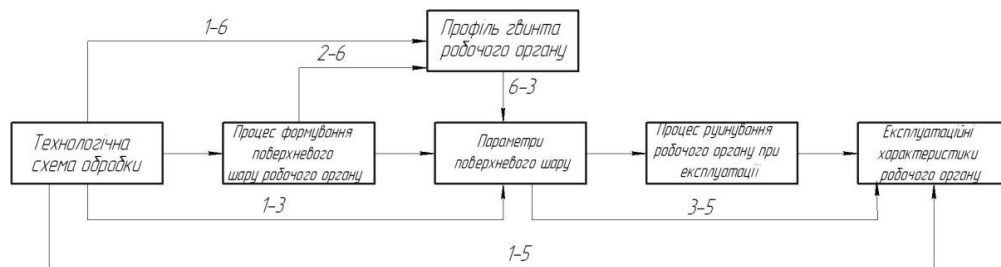 1-6
Профіль гвинта
робочого органу
2-6
6-3
Технологічна
схема обробки
Процес формування
поверхневого
шару робочого органу
Параметри
поверхневого шару
Процес руйнування
робочого органу при
експлуатації
Експлуатаційні
характеристики
робочого органу
1-3
3-5
1-5